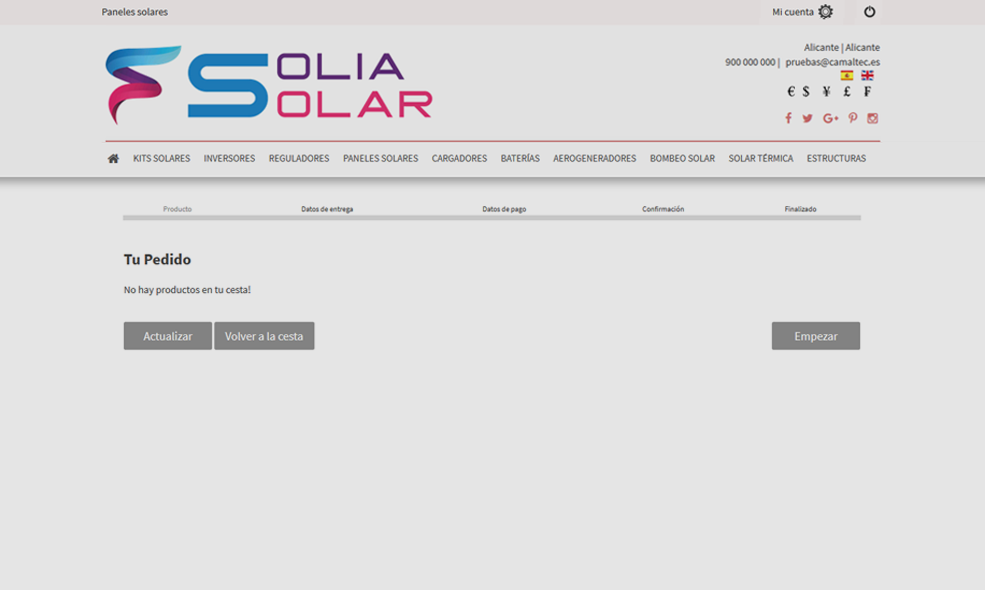 Paneles solares
Mi cuenta
SOLIA
SOLAR
Alicante | Alicante
900 000 000 | pruebas@camaltec.es
€ $ ¥ £ ₣
KITS SOLARES INVERSORES REGULADORES PANELES SOLARES CARGADORES BATERÍAS AEROGENERADORES BOMBEO SOLAR SOLAR TÉRMICA ESTRUCTURAS
Producto Datos de entrega Datos de pago Confirmación Finalizado
Tu Pedido
No hay productos en tu cesta!
Actualizar Volver a la cesta Empezar